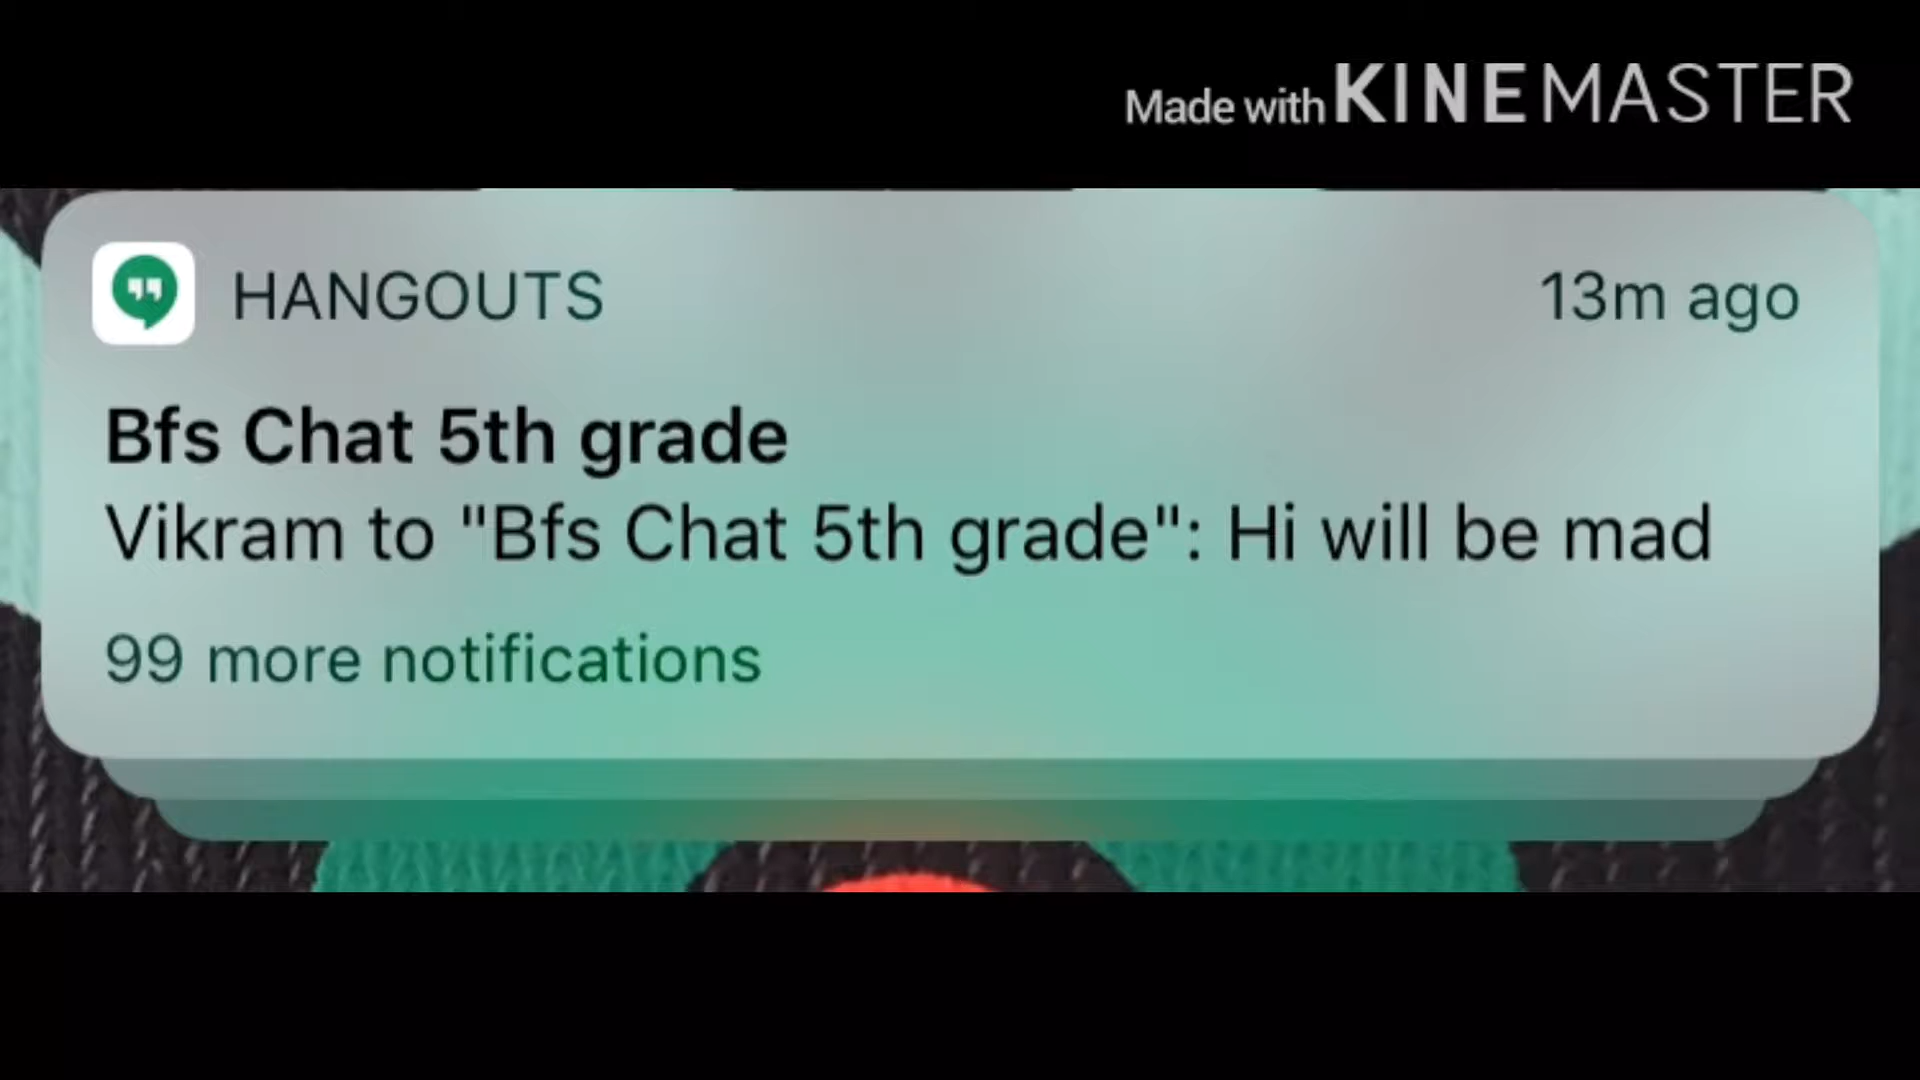 Made with KINEMASTER
HANGOUTS
13m ago
Bfs Chat 5th grade
Vikram to "Bfs Chat 5th grade": Hi will be mad
99 more notifications